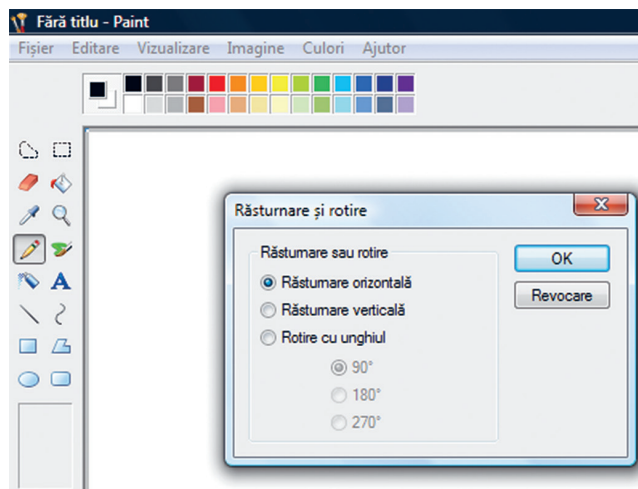 Fără titlu - Paint
Fișier Editare Vizualizare Imagine Culori Ajutor
Răsturnare și rotire
Răsturnare sau rotire
Răsturnare orizontală
Răsturnare verticală
Rotire cu unghiul
90°
180°
270°
OK
Revocare
A